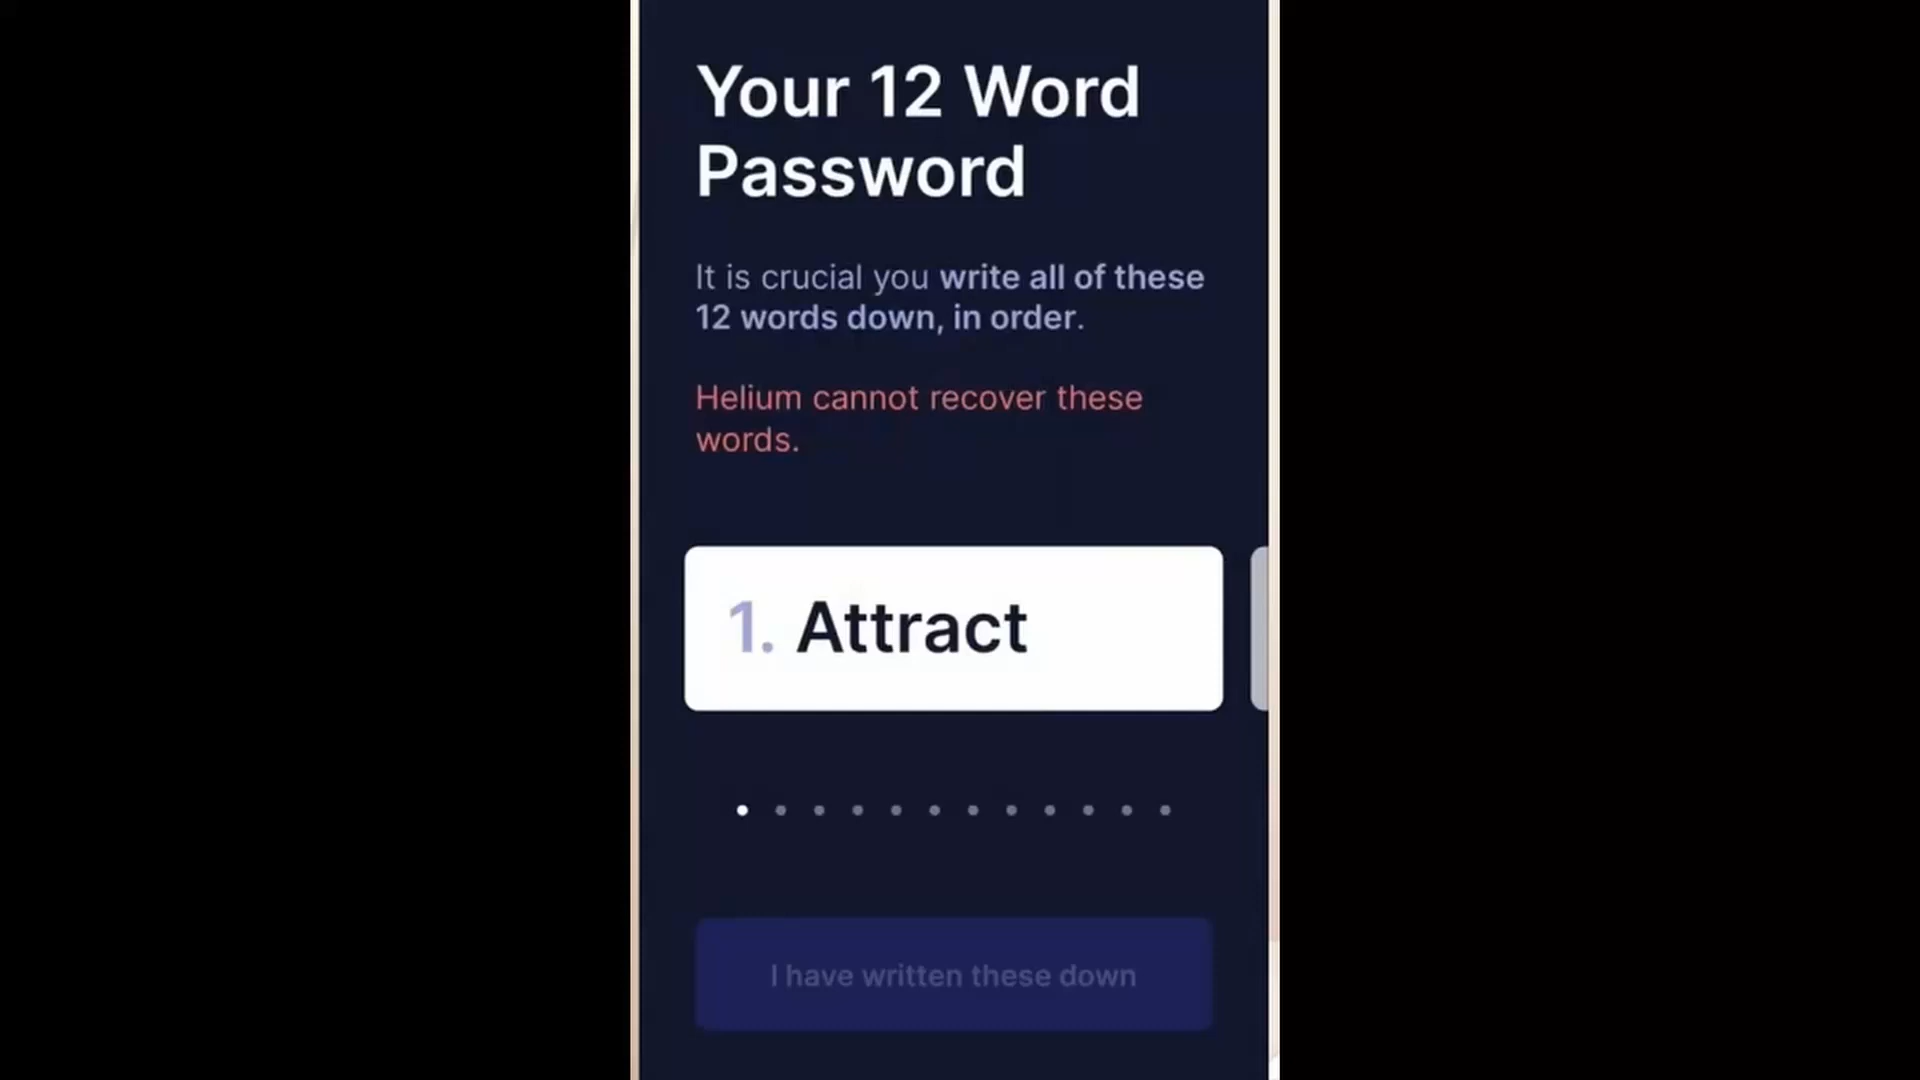 Your 12 Word
Password
It is crucial you write all of these
12 words down, in order.
Helium cannot recover these
words.
1. Attract
I have written these down